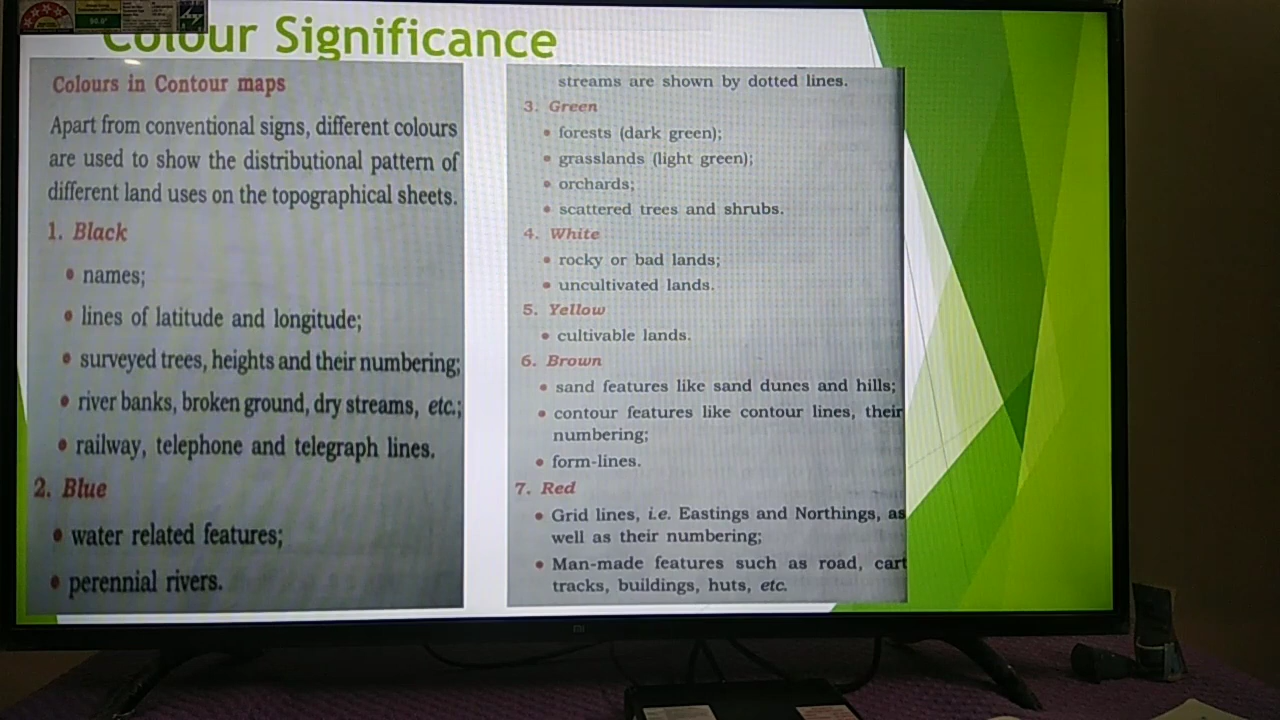 Colour Significance
Colours in Contour maps
Apart from conventional signs, different colours
are used to show the distributional pattern of
different land uses on the topographical sheets.
1. Black
• names;
• lines of latitude and longitude;
• surveyed trees, heights and their numbering;
• river banks, broken ground, dry streams, etc.;
• railway, telephone and telegraph lines.
2. Blue
• water related features;
• perennial rivers.
streams are shown by dotted lines.
3. Green
• forests (dark green);
• grasslands (light green);
• orchards;
• scattered trees and shrubs.
4. White
• rocky or bad lands;
• uncultivated lands.
5. Yellow
• cultivable lands.
6. Brown
• sand features like sand dunes and hills;
• contour features like contour lines, their
numbering;
• form-lines.
7. Red
• Grid lines, i.e. Eastings and Northings, as
well as their numbering;
• Man-made features such as road, cart
tracks, buildings, huts, etc.
MI